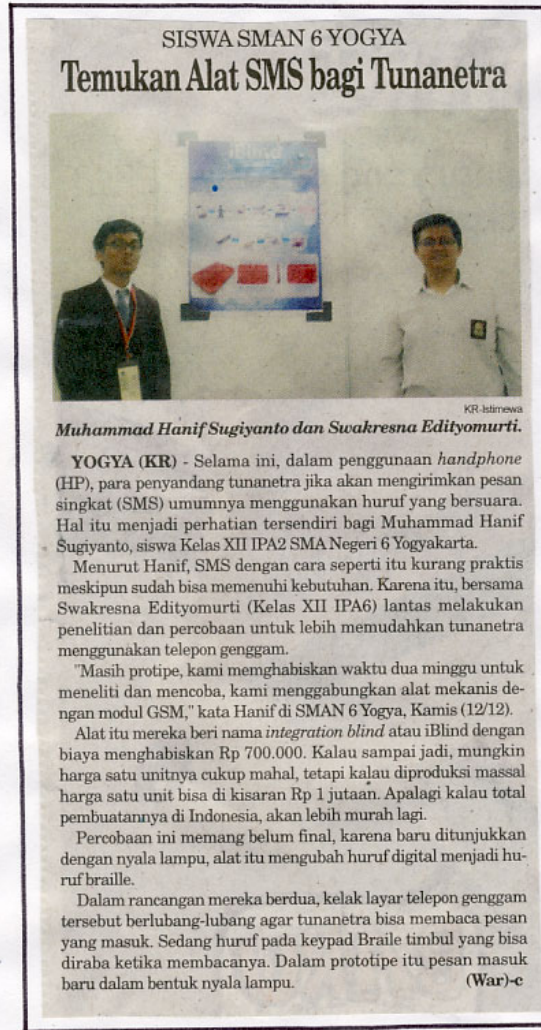 SISWA SMAN 6 YOGYA
Temukan Alat SMS bagi Tunanetra
KR-Istimewa
Muhammad Hanif Sugiyanto dan Swakresna Edityomurti.
YOGYA (KR) - Selama ini, dalam penggunaan handphone
(HP), para penyandang tunanetra jika akan mengirimkan pesan
singkat (SMS) umumnya menggunakan huruf yang bersuara.
Hal itu menjadi perhatian tersendiri bagi Muhammad Hanif
Sugiyanto, siswa Kelas XII IPA2 SMA Negeri 6 Yogyakarta.
Menurut Hanif, SMS dengan cara seperti itu kurang praktis
meskipun sudah bisa memenuhi kebutuhan. Karena itu, bersama
Swakresna Edityomurti (Kelas XII IPA6) lantas melakukan
penelitian dan percobaan untuk lebih memudahkan tunanetra
menggunakan telepon genggam.
"Masih protipe, kami memghabiskan waktu dua minggu untuk
meneliti dan mencoba, kami menggabungkan alat mekanis de-
ngan modul GSM," kata Hanif di SMAN 6 Yogya, Kamis (12/12).
Alat itu mereka beri nama integration blind atau iBlind dengan
biaya menghabiskan Rp 700.000. Kalau sampai jadi, mungkin
harga satu unitnya cukup mahal, tetapi kalau diproduksi massal
harga satu unit bisa di kisaran Rp 1 jutaan. Apalagi kalau total
pembuatannya di Indonesia, akan lebih murah lagi.
Percobaan ini memang belum final, karena baru ditunjukkan
dengan nyala lampu, alat itu mengubah huruf digital menjadi hu-
ruf braille.
Dalam rancangan mereka berdua, kelak layar telepon genggam
tersebut berlubang-lubang agar tunanetra bisa membaca pesan
yang masuk. Sedang huruf pada keypad Braile timbul yang bisa
diraba ketika membacanya. Dalam prototipe itu pesan masuk
baru dalam bentuk nyala lampu. (War)-c